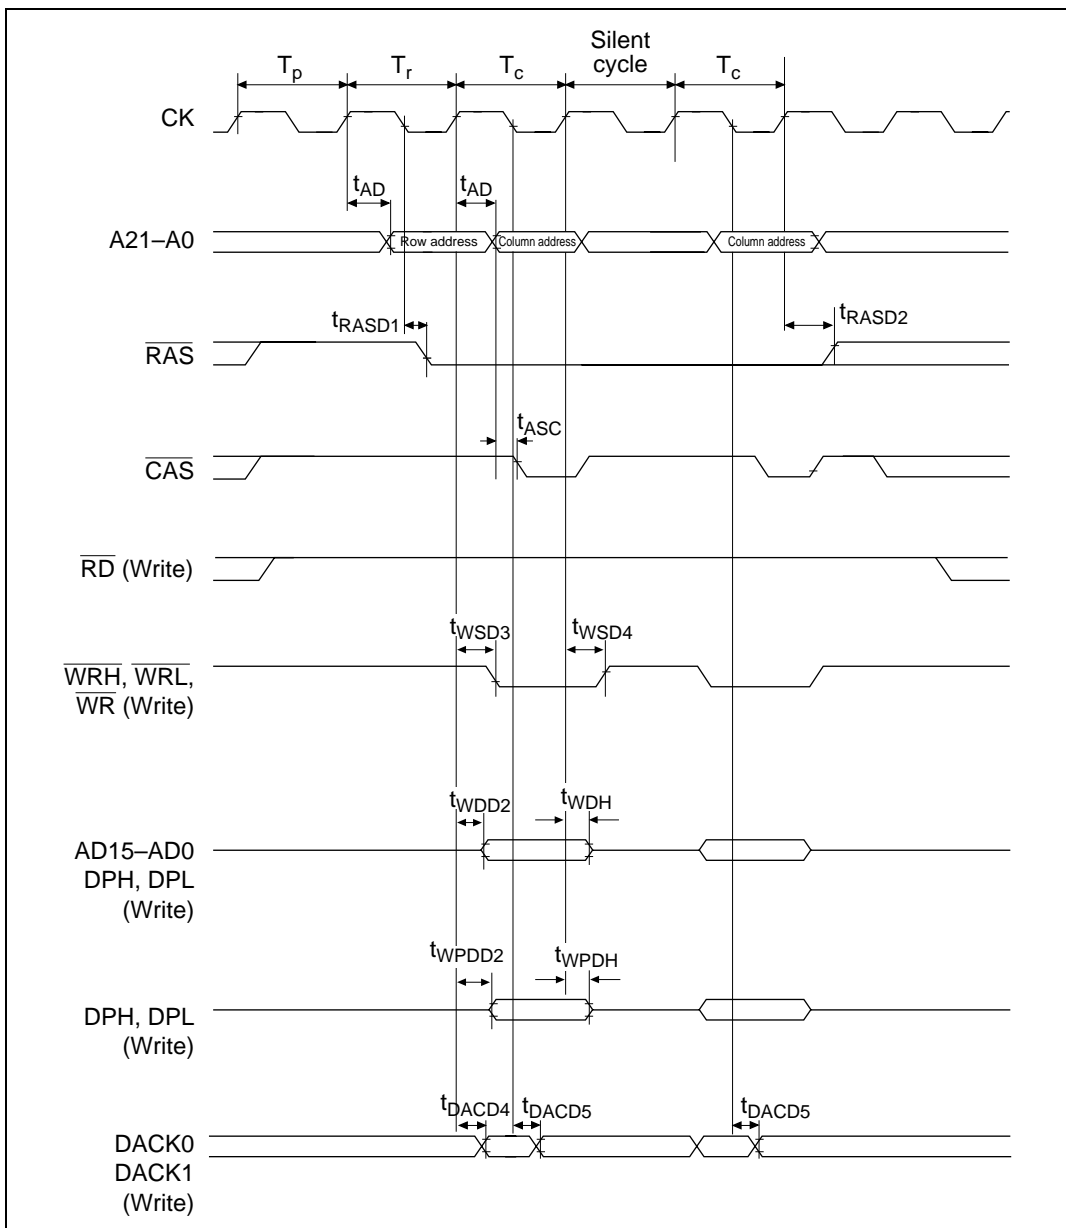 Silent
cycle
Tp Tr Tc Tc
CK
tAD tAD
A21–A0 Row address Column address Column address
tRASD1 tRASD2
RAS
tASC
CAS
RD (Write)
tWSD3 tWSD4
WRH, WRL,
WR (Write)
tWDD2 tWDH
AD15–AD0
DPH, DPL
(Write)
tWPDD2 tWPDH
DPH, DPL
(Write)
tDACD4 tDACD5 tDACD5
DACK0
DACK1
(Write)